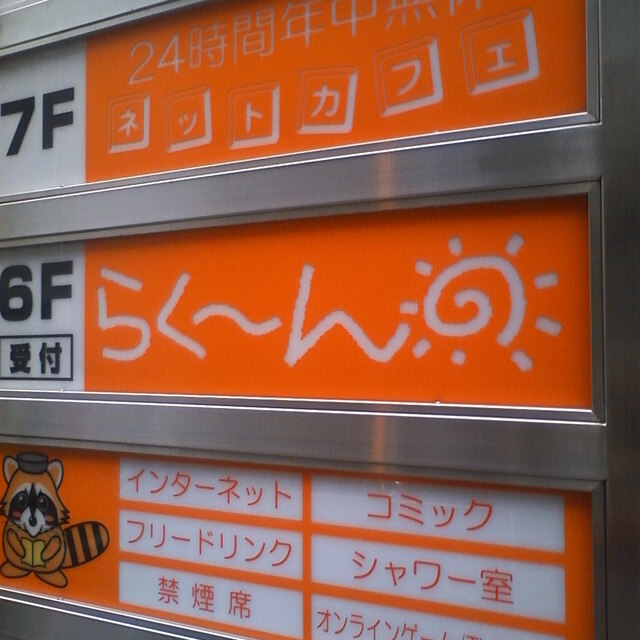 24時間年中無休
7F
ネットカフェ
6F
らく〜ん
受付
インターネット
コミック
フリードリンク
シャワー室
禁煙席
オンラインゲーム